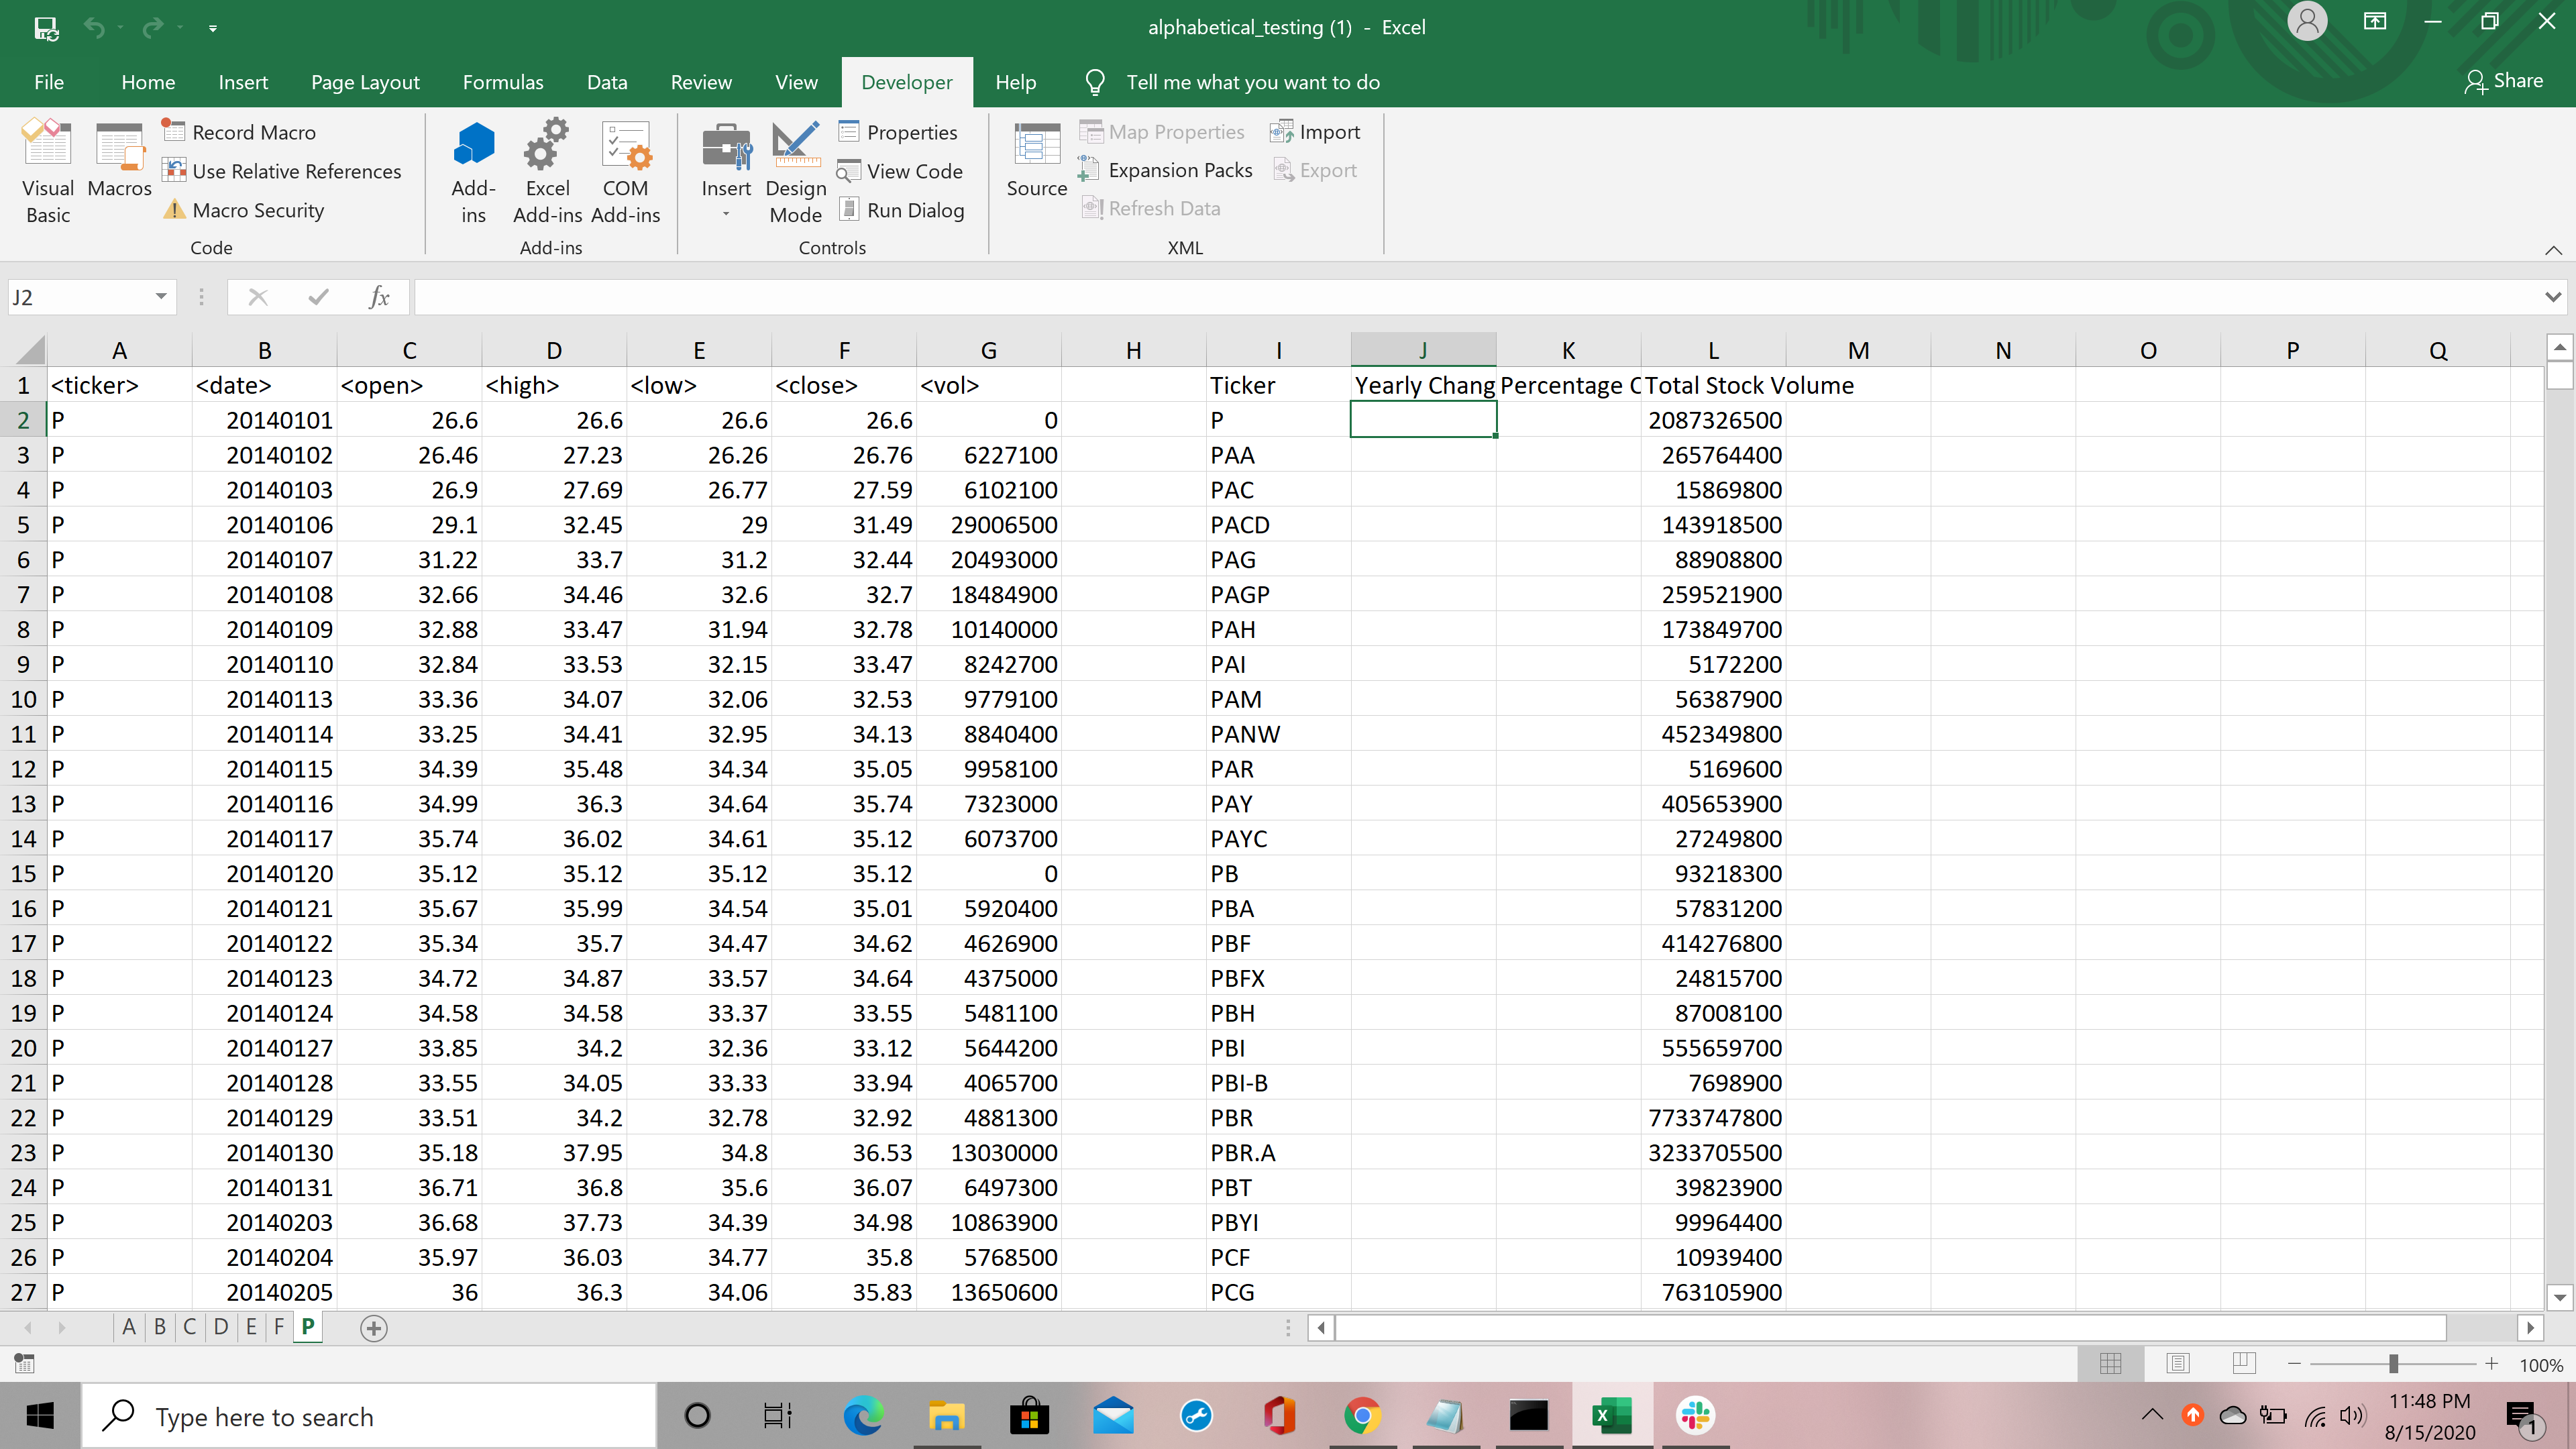 alphabetical_testing (1) - Excel
File Home Insert Page Layout Formulas Data Review View Developer Help Tell me what you want to do Share
Visual Basic
Macros
Record Macro
Use Relative References
Macro Security
Code
Add-ins
Excel Add-ins
COM Add-ins
Add-ins
Insert
Design Mode
Properties
View Code
Run Dialog
Controls
Source
Map Properties
Expansion Packs
Refresh Data
Import
Export
XML
J2 fx
A B C D E F G H I J K L M N O P Q
1 <ticker> <date> <open> <high> <low> <close> <vol> Ticker Yearly Chang Percentage C Total Stock Volume
2 P 20140101 26.6 26.6 26.6 26.6 0 P 2087326500
3 P 20140102 26.46 27.23 26.26 26.76 6227100 PAA 265764400
4 P 20140103 26.9 27.69 26.77 27.59 6102100 PAC 15869800
5 P 20140106 29.1 32.45 29 31.49 29006500 PACD 143918500
6 P 20140107 31.22 33.7 31.2 32.44 20493000 PAG 88908800
7 P 20140108 32.66 34.46 32.6 32.7 18484900 PAGP 259521900
8 P 20140109 32.88 33.47 31.94 32.78 10140000 PAH 173849700
9 P 20140110 32.84 33.53 32.15 33.47 8242700 PAI 5172200
10 P 20140113 33.36 34.07 32.06 32.53 9779100 PAM 56387900
11 P 20140114 33.25 34.41 32.95 34.13 8840400 PANW 452349800
12 P 20140115 34.39 35.48 34.34 35.05 9958100 PAR 5169600
13 P 20140116 34.99 36.3 34.64 35.74 7323000 PAY 405653900
14 P 20140117 35.74 36.02 34.61 35.12 6073700 PAYC 27249800
15 P 20140120 35.12 35.12 35.12 35.12 0 PB 93218300
16 P 20140121 35.67 35.99 34.54 35.01 5920400 PBA 57831200
17 P 20140122 35.34 35.7 34.47 34.62 4626900 PBF 414276800
18 P 20140123 34.72 34.87 33.57 34.64 4375000 PBFX 24815700
19 P 20140124 34.58 34.58 33.37 33.55 5481100 PBH 87008100
20 P 20140127 33.85 34.2 32.36 33.12 5644200 PBI 555659700
21 P 20140128 33.55 34.05 33.33 33.94 4065700 PBI-B 7698900
22 P 20140129 33.51 34.2 32.78 32.92 4881300 PBR 7733747800
23 P 20140130 35.18 37.95 34.8 36.53 13030000 PBR.A 3233705500
24 P 20140131 36.71 36.8 35.6 36.07 6497300 PBT 39823900
25 P 20140203 36.68 37.73 34.39 34.98 10863900 PBYI 99964400
26 P 20140204 35.97 36.03 34.77 35.8 5768500 PCF 10939400
27 P 20140205 36 36.3 34.06 35.83 13650600 PCG 763105900
A B C D E F P
100%
Type here to search
11:48 PM
8/15/2020
1